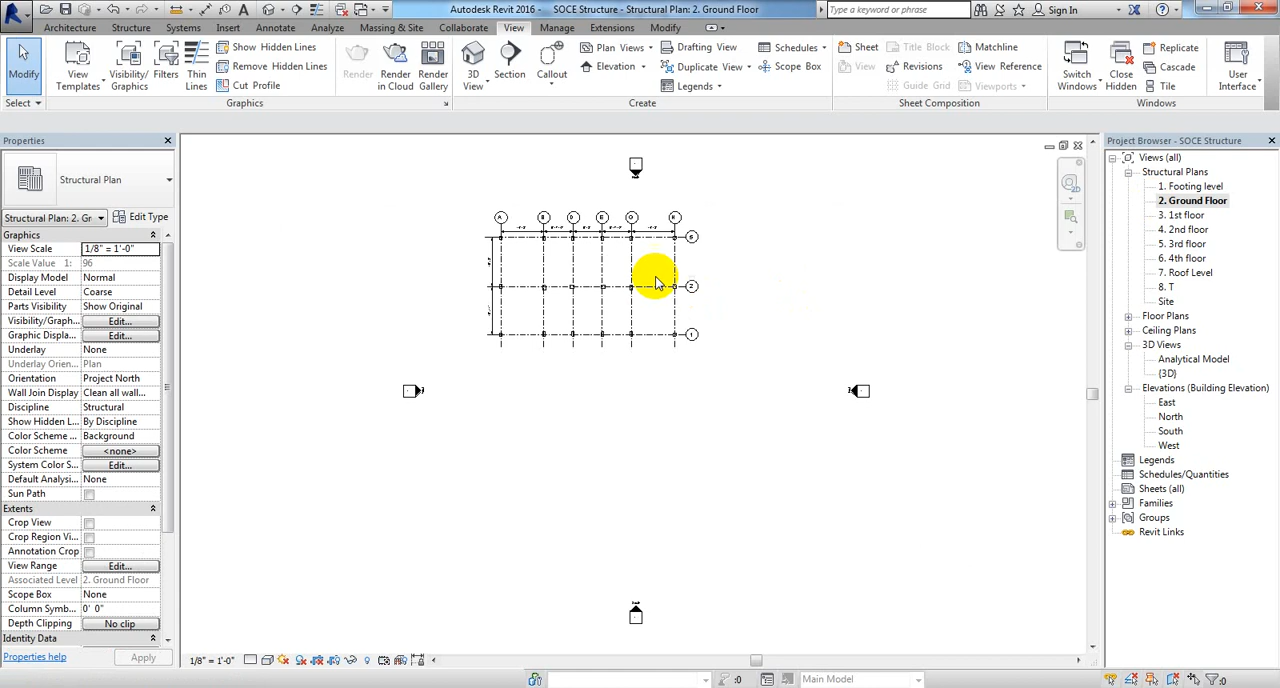 Autodesk Revit 2016 - SOCE Structure - Structural Plan: 2. Ground Floor
Type a keyword or phrase
Sign In
Architecture Structure Systems Insert Annotate Analyze Massing & Site Collaborate View Manage Extensions Modify
Modify
View Templates
Visibility/ Graphics
Filters
Thin Lines
Show Hidden Lines
Remove Hidden Lines
Cut Profile
Render
Render in Cloud
Render Gallery
3D View
Section
Callout
Plan Views
Elevation
Drafting View
Duplicate View
Legends
Schedules
Scope Box
Sheet
View
Title Block
Revisions
Guide Grid
Matchline
View Reference
Viewports
Switch Windows
Close Hidden
Replicate
Cascade
Tile
User Interface
Select Graphics Create Sheet Composition Windows
Properties
Structural Plan
Structural Plan: 2. Gr Edit Type
Graphics
View Scale 1/8" = 1'-0"
Scale Value 1: 96
Display Model Normal
Detail Level Coarse
Parts Visibility Show Original
Visibility/Graph... Edit...
Graphic Displa... Edit...
Underlay None
Underlay Orien... Plan
Orientation Project North
Wall Join Display Clean all wall...
Discipline Structural
Show Hidden L... By Discipline
Color Scheme ... Background
Color Scheme <none>
System Color S... Edit...
Default Analysi... None
Sun Path
Extents
Crop View
Crop Region Vi...
Annotation Crop
View Range Edit...
Associated Level 2. Ground Floor
Scope Box None
Column Symb... 0' 0"
Depth Clipping No clip
Identity Data
Properties help Apply
A B D E G K
2
1
1/8" = 1'-0"
:0 Main Model :0
Project Browser - SOCE Structure
Views (all)
Structural Plans
1. Footing level
2. Ground Floor
3. 1st floor
4. 2nd floor
5. 3rd floor
6. 4th floor
7. Roof Level
8. T
Site
Floor Plans
Ceiling Plans
3D Views
Analytical Model
{3D}
Elevations (Building Elevation)
East
North
South
West
Legends
Schedules/Quantities
Sheets (all)
Families
Groups
Revit Links